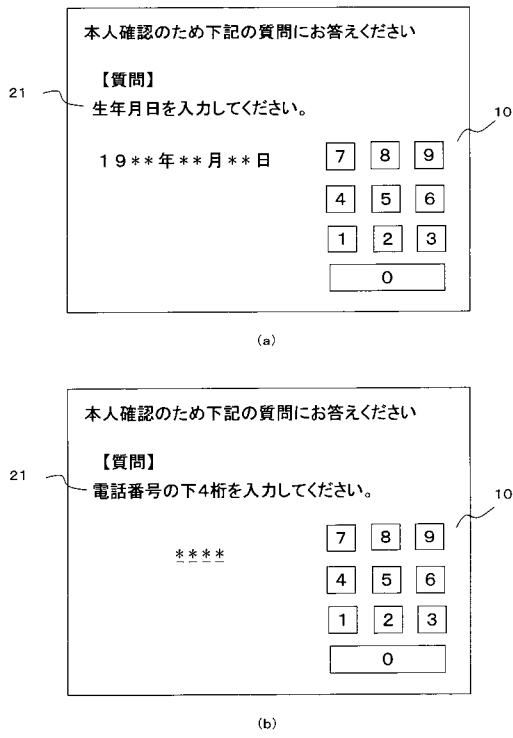 本人確認のため下記の質問にお答えください
【質問】
21
生年月日を入力してください。
10
19**年**月**日
7 8 9
4 5 6
1 2 3
0
(a)
本人確認のため下記の質問にお答えください
【質問】
21
電話番号の下4桁を入力してください。
10
****
7 8 9
4 5 6
1 2 3
0
(b)